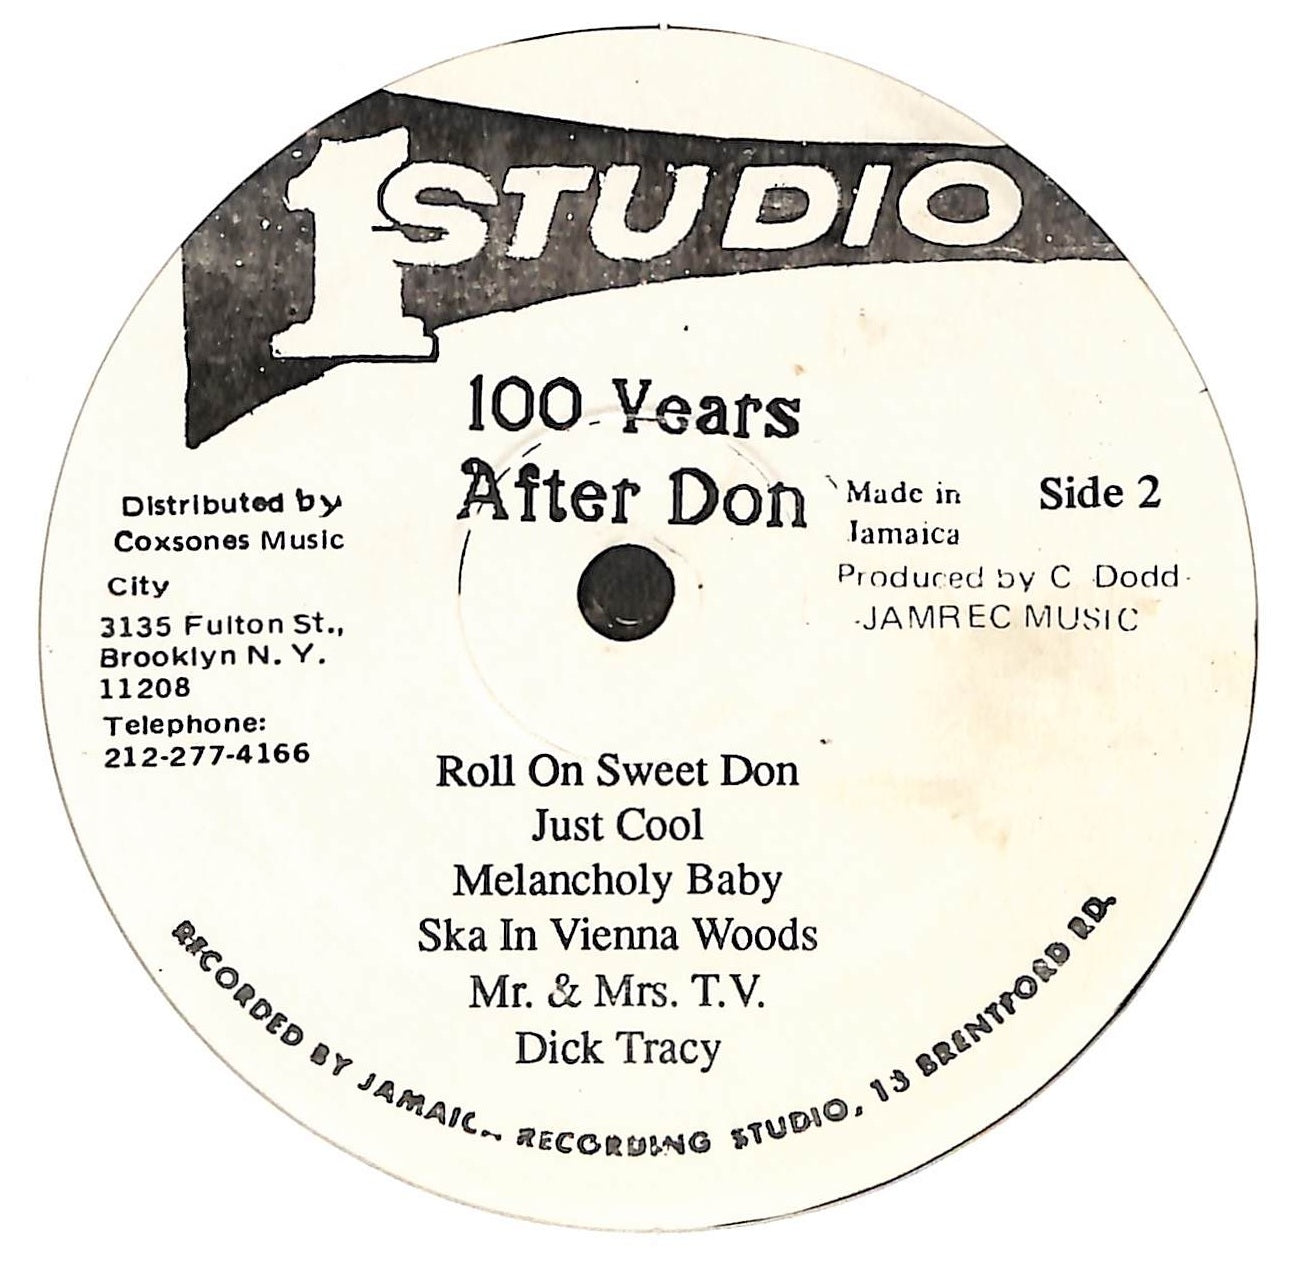 1 STUDIO
100 Years
After Don
Distributed by
Coxsones Music
City
3135 Fulton St.,
Brooklyn N. Y.
11208
Telephone:
212-277-4166
Made in
Jamaica
Side 2
Produced by C Dodd
JAMREC MUSIC
Roll On Sweet Don
Just Cool
Melancholy Baby
Ska In Vienna Woods
Mr. & Mrs. T.V.
Dick Tracy
RECORDED BY JAMAIC RECORDING STUDIO, 13 BRENTFORD RD.